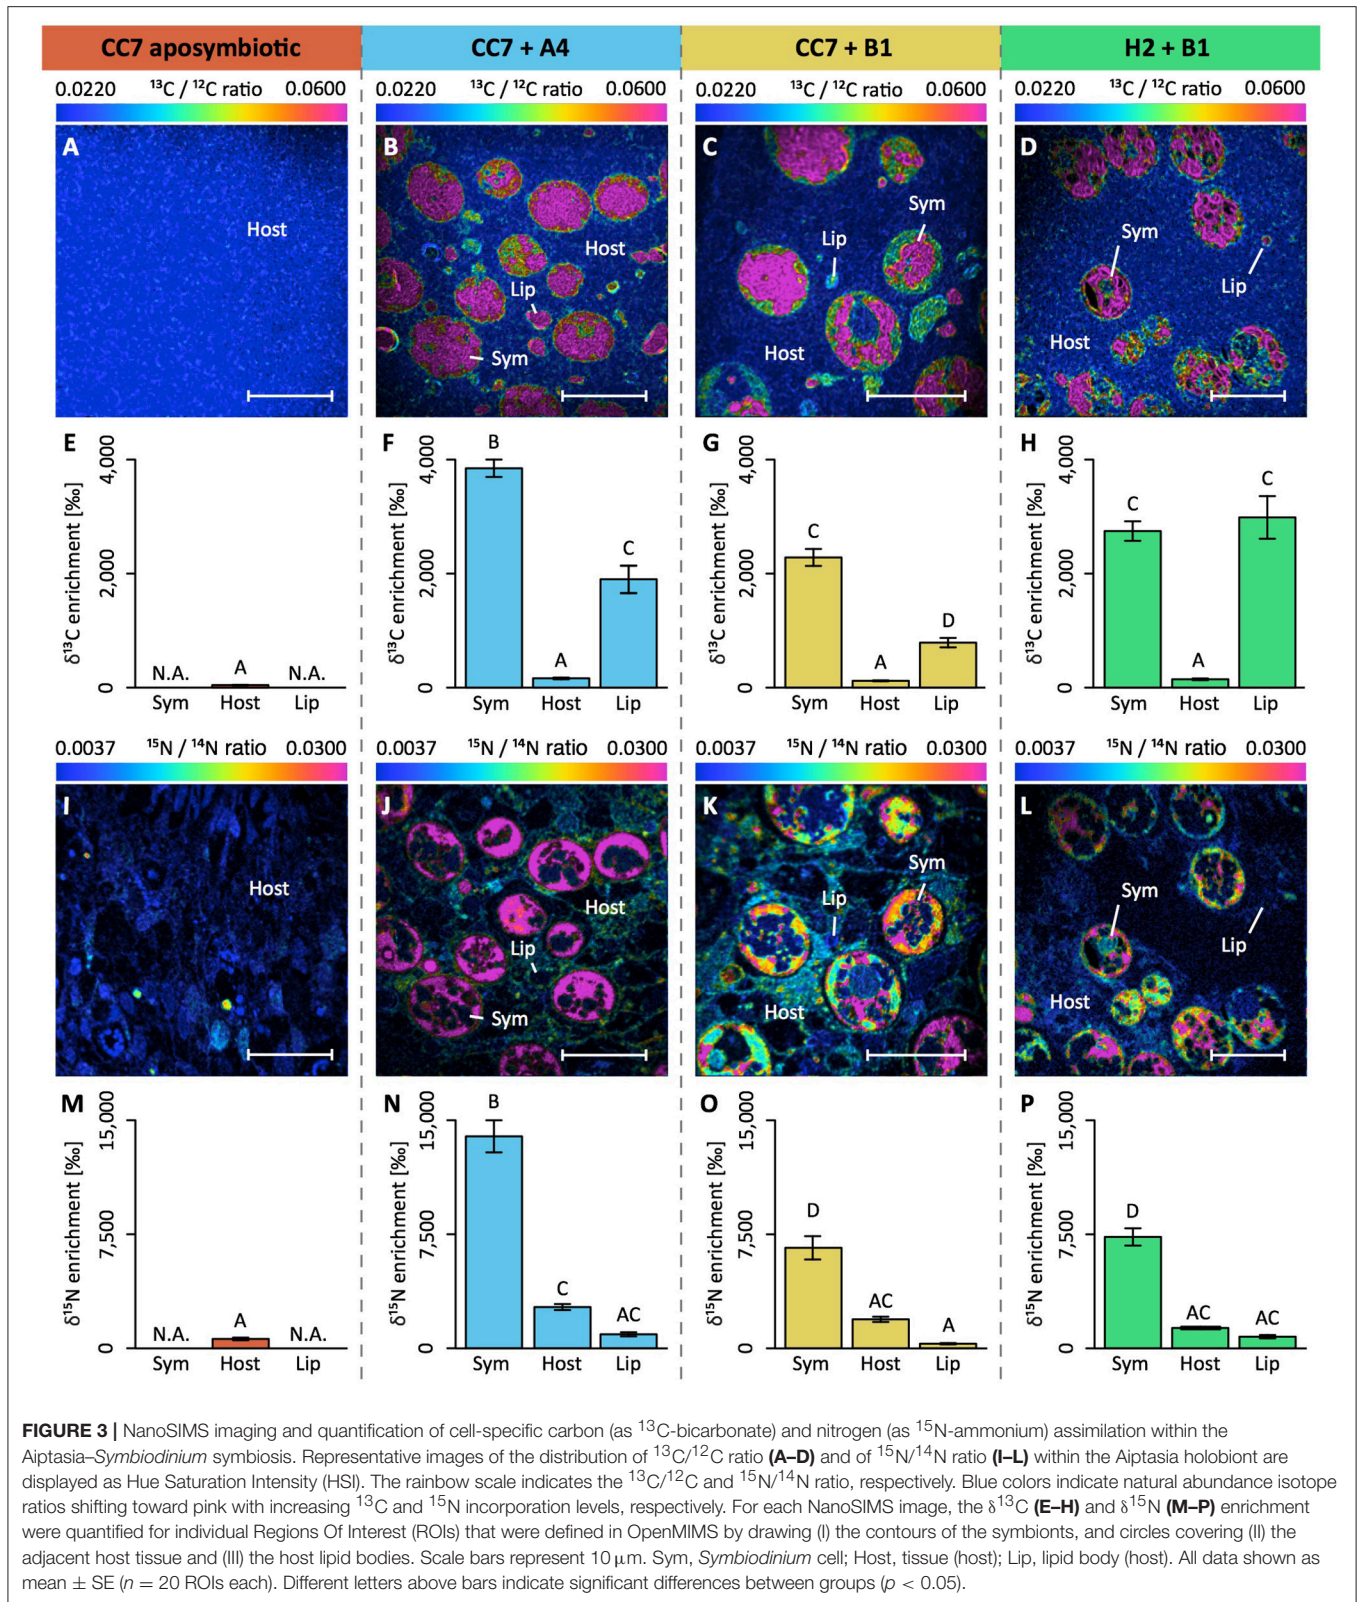 CC7 aposymbiotic
CC7 + A4
CC7 + B1
H2 + B1
0.0220 ¹³C / ¹²C ratio 0.0600
0.0220 ¹³C / ¹²C ratio 0.0600
0.0220 ¹³C / ¹²C ratio 0.0600
0.0220 ¹³C / ¹²C ratio 0.0600
A
Host
B
Host
Lip
Sym
C
Sym
Lip
Host
D
Sym
Lip
Host
E
δ¹³C enrichment [‰]
4,000
2,000
0
N.A. A N.A.
Sym Host Lip
F
δ¹³C enrichment [‰]
4,000
2,000
0
B
A
C
Sym Host Lip
G
δ¹³C enrichment [‰]
4,000
2,000
0
C
A
D
Sym Host Lip
H
δ¹³C enrichment [‰]
4,000
2,000
0
C
A
C
Sym Host Lip
0.0037 ¹⁵N / ¹⁴N ratio 0.0300
0.0037 ¹⁵N / ¹⁴N ratio 0.0300
0.0037 ¹⁵N / ¹⁴N ratio 0.0300
0.0037 ¹⁵N / ¹⁴N ratio 0.0300
I
Host
J
Host
Lip
Sym
K
Sym
Lip
Host
L
Sym
Lip
Host
M
δ¹⁵N enrichment [‰]
15,000
7,500
0
N.A. A N.A.
Sym Host Lip
N
δ¹⁵N enrichment [‰]
15,000
7,500
0
B
C
AC
Sym Host Lip
O
δ¹⁵N enrichment [‰]
15,000
7,500
0
D
AC
A
Sym Host Lip
P
δ¹⁵N enrichment [‰]
15,000
7,500
0
D
AC
AC
Sym Host Lip
FIGURE 3 | NanoSIMS imaging and quantification of cell-specific carbon (as ¹³C-bicarbonate) and nitrogen (as ¹⁵N-ammonium) assimilation within the
Aiptasia–Symbiodinium symbiosis. Representative images of the distribution of ¹³C/¹²C ratio (A–D) and of ¹⁵N/¹⁴N ratio (I–L) within the Aiptasia holobiont are
displayed as Hue Saturation Intensity (HSI). The rainbow scale indicates the ¹³C/¹²C and ¹⁵N/¹⁴N ratio, respectively. Blue colors indicate natural abundance isotope
ratios shifting toward pink with increasing ¹³C and ¹⁵N incorporation levels, respectively. For each NanoSIMS image, the δ¹³C (E–H) and δ¹⁵N (M–P) enrichment
were quantified for individual Regions Of Interest (ROIs) that were defined in OpenMIMS by drawing (I) the contours of the symbionts, and circles covering (II) the
adjacent host tissue and (III) the host lipid bodies. Scale bars represent 10 μm. Sym, Symbiodinium cell; Host, tissue (host); Lip, lipid body (host). All data shown as
mean ± SE (n = 20 ROIs each). Different letters above bars indicate significant differences between groups (p < 0.05).